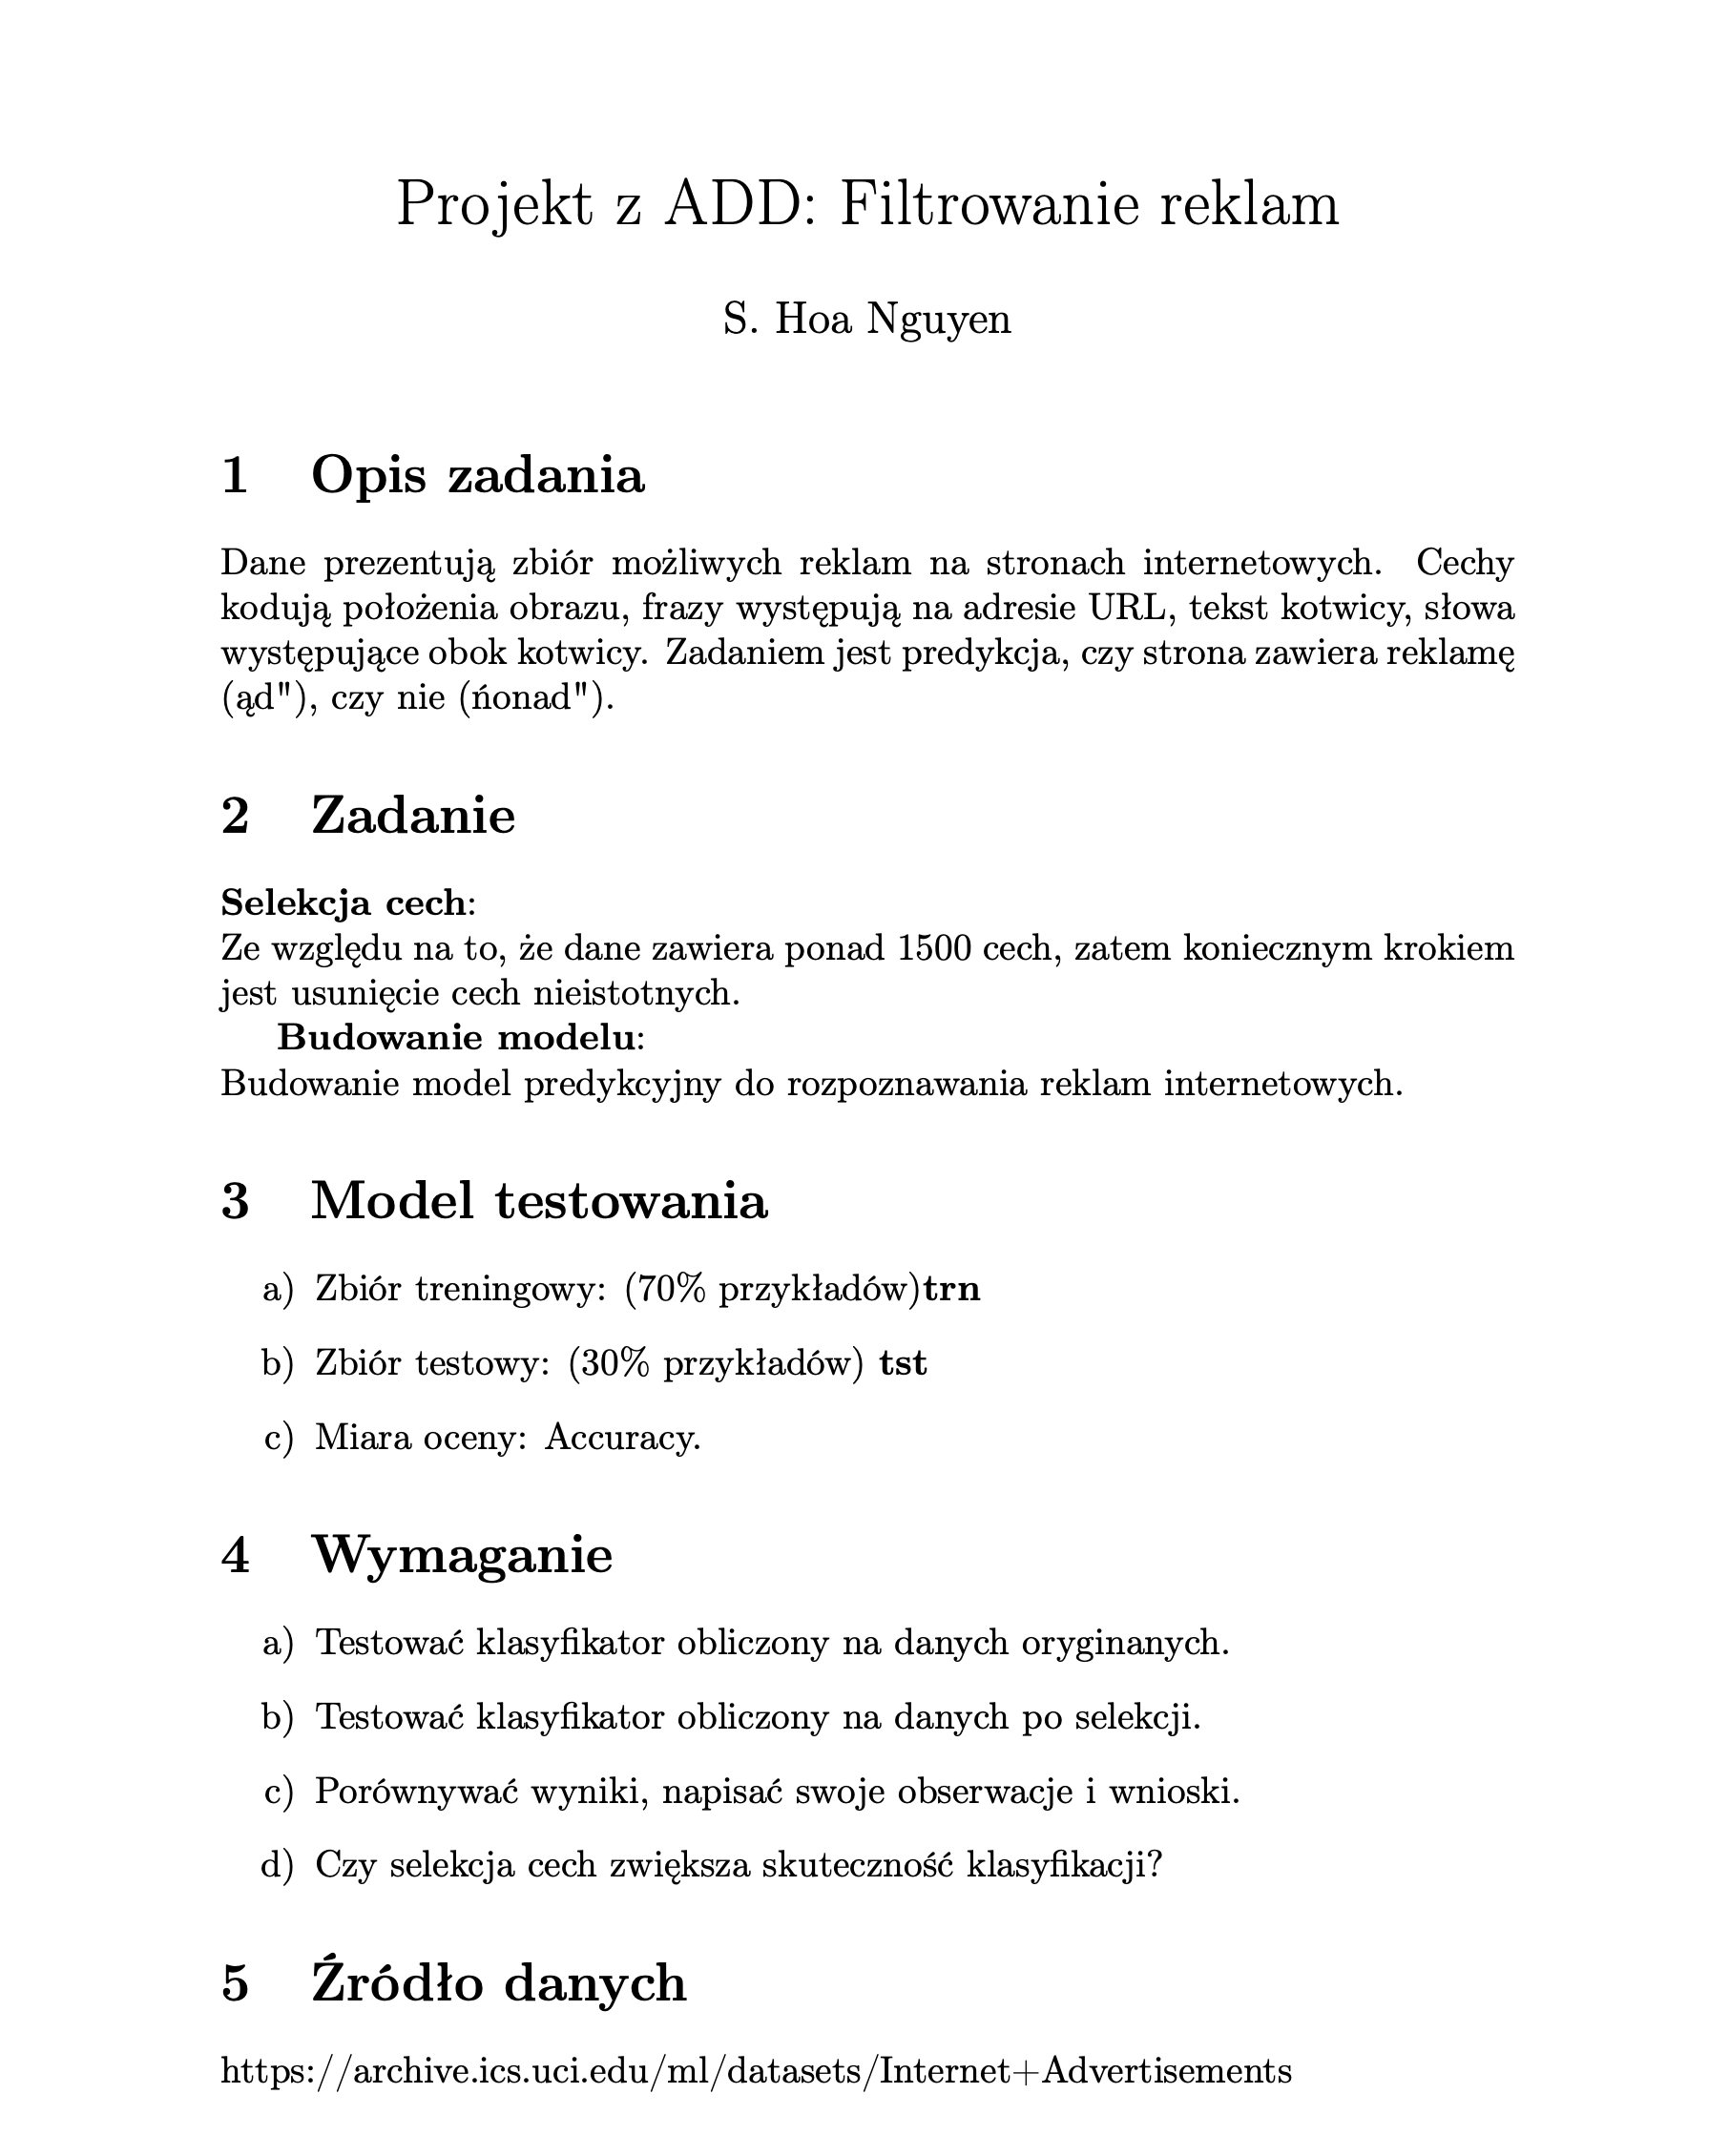 Projekt z ADD: Filtrowanie reklam
S. Hoa Nguyen
1 Opis zadania
Dane prezentują zbiór możliwych reklam na stronach internetowych. Cechy
kodują położenia obrazu, frazy występują na adresie URL, tekst kotwicy, słowa
występujące obok kotwicy. Zadaniem jest predykcja, czy strona zawiera reklamę
(ąd"), czy nie (ńonad").
2 Zadanie
Selekcja cech:
Ze względu na to, że dane zawiera ponad 1500 cech, zatem koniecznym krokiem
jest usunięcie cech nieistotnych.
Budowanie modelu:
Budowanie model predykcyjny do rozpoznawania reklam internetowych.
3 Model testowania
a) Zbiór treningowy: (70% przykładów)trn
b) Zbiór testowy: (30% przykładów) tst
c) Miara oceny: Accuracy.
4 Wymaganie
a) Testować klasyfikator obliczony na danych oryginanych.
b) Testować klasyfikator obliczony na danych po selekcji.
c) Porównywać wyniki, napisać swoje obserwacje i wnioski.
d) Czy selekcja cech zwiększa skuteczność klasyfikacji?
5 Źródło danych
https://archive.ics.uci.edu/ml/datasets/Internet+Advertisements